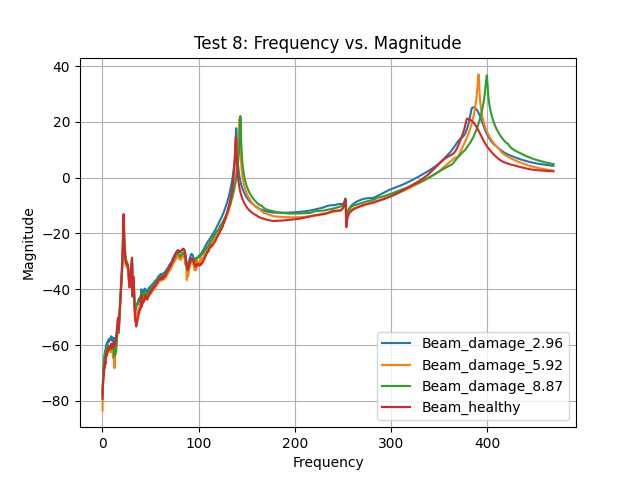 Test 8: Frequency vs. Magnitude
40
20
0
−20
−40
−60
−80
Magnitude
Beam_damage_2.96
Beam_damage_5.92
Beam_damage_8.87
Beam_healthy
0 100 200 300 400
Frequency